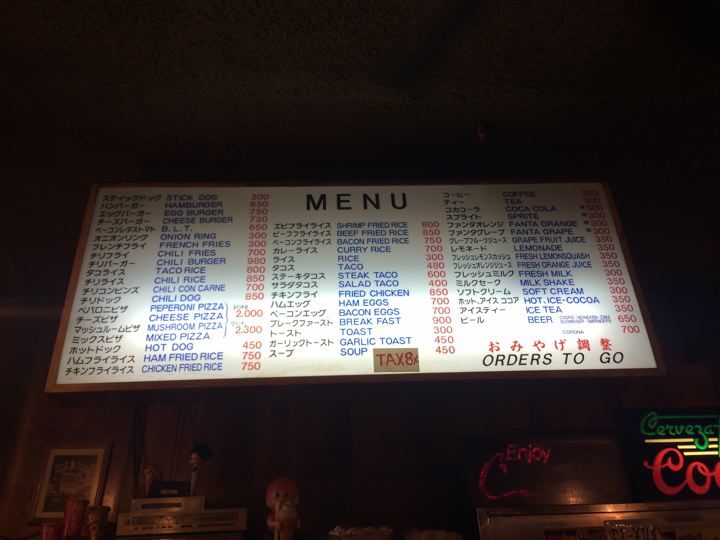 MENU
スティックドック STICK DOG 200
ハンバーガー HAMBURGER 650
エッグバーガー EGG BURGER 750
チーズバーガー CHEESE BURGER 730
ベーコンレタストマト B.L.T. 650
オニオンリング ONION RING 300
フレンチフライ FRENCH FRIES 300
チリフライ CHILI FRIES 700
チリバーガー CHILI BURGER 980
タコライス TACO RICE 800
チリライス CHILI RICE 850
チリコンビンズ CHILI CON CARNE 700
チリドック CHILI DOG 850
ペパロニピザ PEPERONI PIZZA
チーズピザ CHEESE PIZZA 2,000
マッシュルームピザ MUSHROOM PIZZA 2,300
ミックスピザ MIXED PIZZA
ホットドック HOT DOG 450
ハムフライライス HAM FRIED RICE 750
チキンフライライス CHICKEN FRIED RICE 750
エビフライライス SHRIMP FRIED RICE 800
ビーフフライライス BEEF FRIED RICE 850
ベーコンフライライス BACON FRIED RICE 750
カレーライス CURRY RICE 700
ライス RICE 300
タコス TACO 480
ステーキタコス STEAK TACO 600
サラダタコス SALAD TACO 400
チキンフライ FRIED CHICKEN 850
ハムエッグ HAM EGGS 700
ベーコンエッグ BACON EGGS 700
ブレークファースト BREAK FAST 900
トースト TOAST 300
ガーリックトースト GARLIC TOAST 450
スープ SOUP 450
TAX8%
コーヒー COFFEE 300
ティー TEA 300
コカコーラ COCA COLA M 300
スプライト SPRITE M 300
ファンタオレンジ FANTA ORANGE M 300
ファンタグレープ FANTA GRAPE M 300
レモネード LEMONADE 350
グレープフルーツジュース GRAPE FRUIT JUICE 350
フレッシュレモンスカッシュ FRESH LEMONSQUASH 350
フレッシュオレンジジュース FRESH ORANGE JUICE 350
フレッシュミルク FRESH MILK 300
ミルクセーク MILK SHAKE 350
ソフトクリーム SOFT CREAM 300
ホット、アイス ココア HOT.ICE・COCOA 350
アイスティー ICE TEA 350
ビール BEER COORS・HEINEKEN・ZIMA BUDWEISER SMIRNOFF 650
CORONA 700
おみやげ調整
ORDERS TO GO
Enjoy
Cerveza
Co